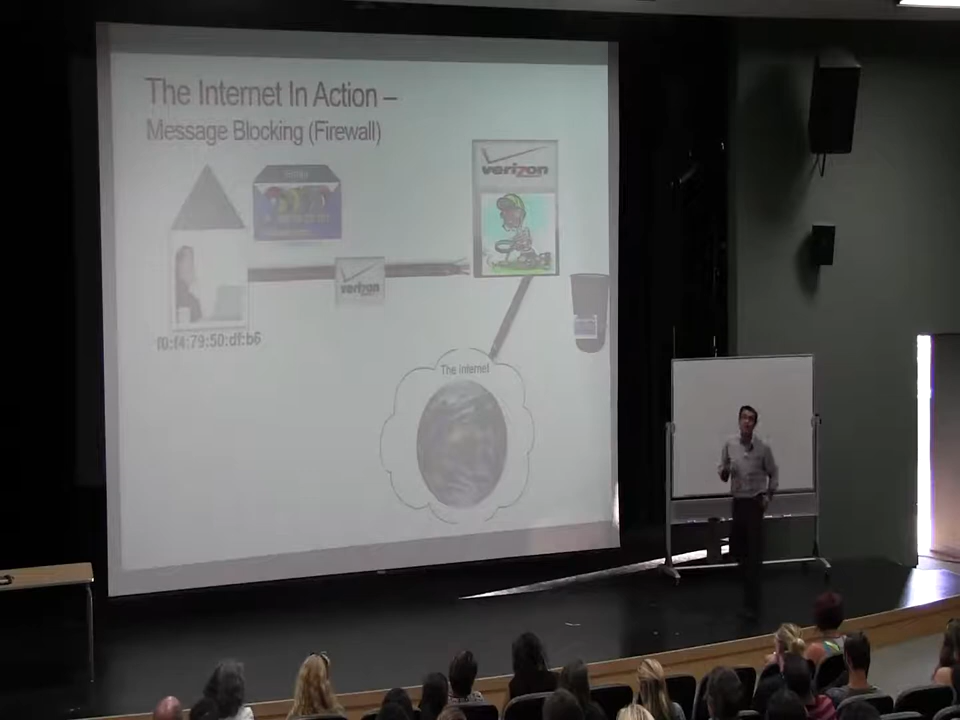 The Internet In Action –
Message Blocking (Firewall)
verizon
verizon
f0:f4:79:50:df:b6
The Internet